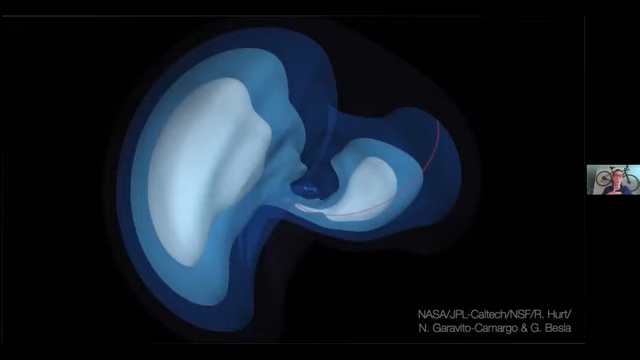 NASA/JPL-Caltech/NSF/R. Hurt/
N. Garavito-Camargo & G. Besla